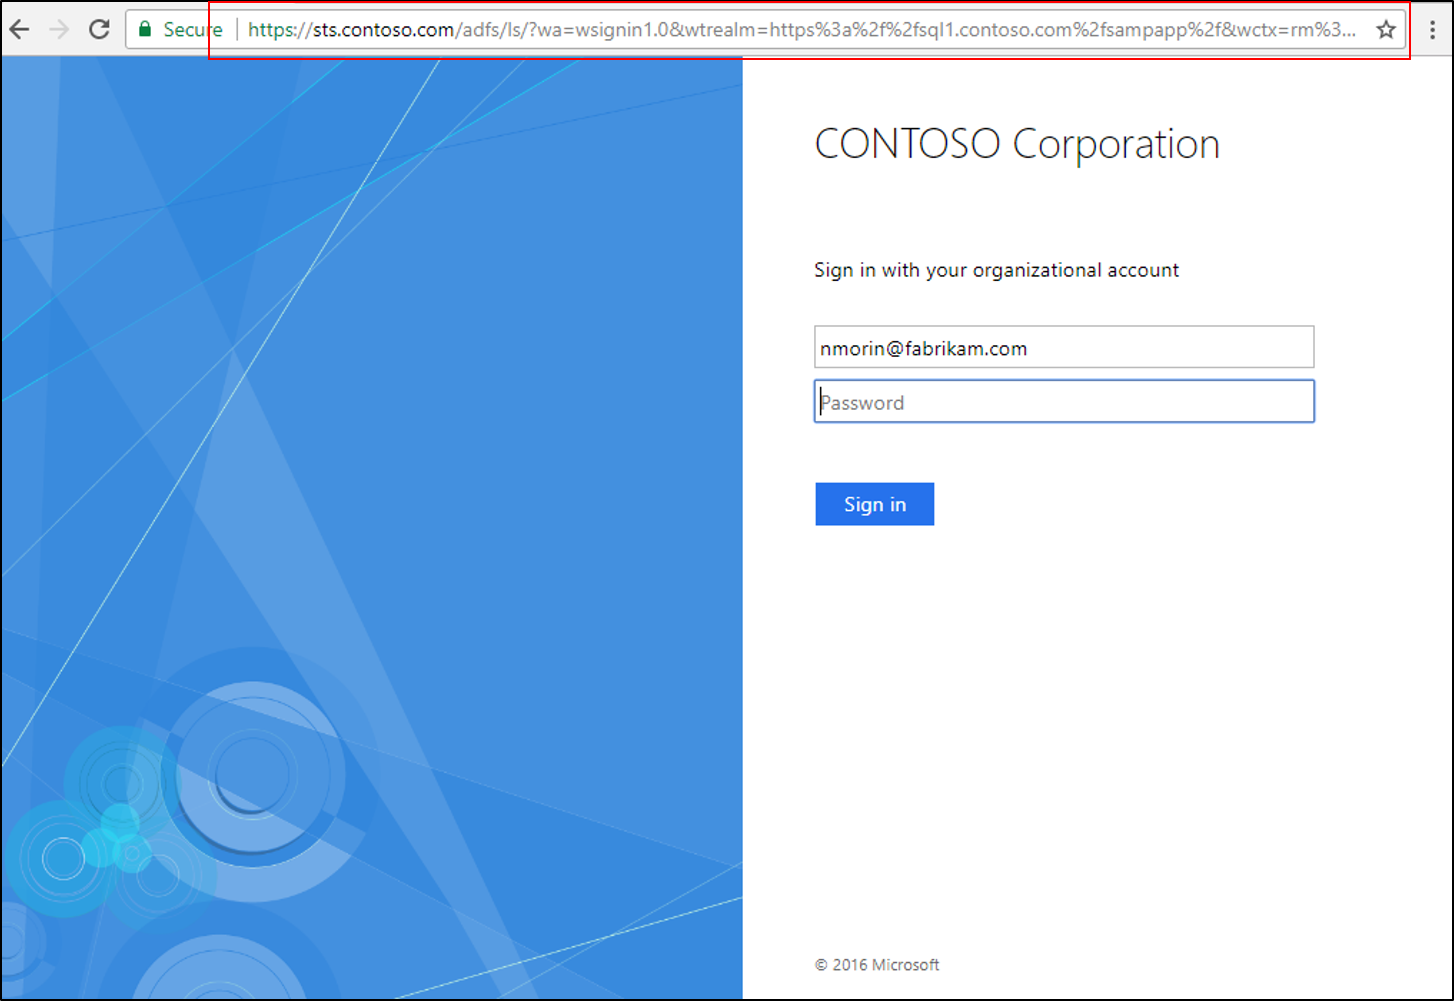 Secure https://sts.contoso.com/adfs/ls/?wa=wsignin1.0&wtrealm=https%3a%2f%2fsql1.contoso.com%2fsampapp%2f&wctx=rm%3...
CONTOSO Corporation
Sign in with your organizational account
nmorin@fabrikam.com
Password
Sign in
© 2016 Microsoft